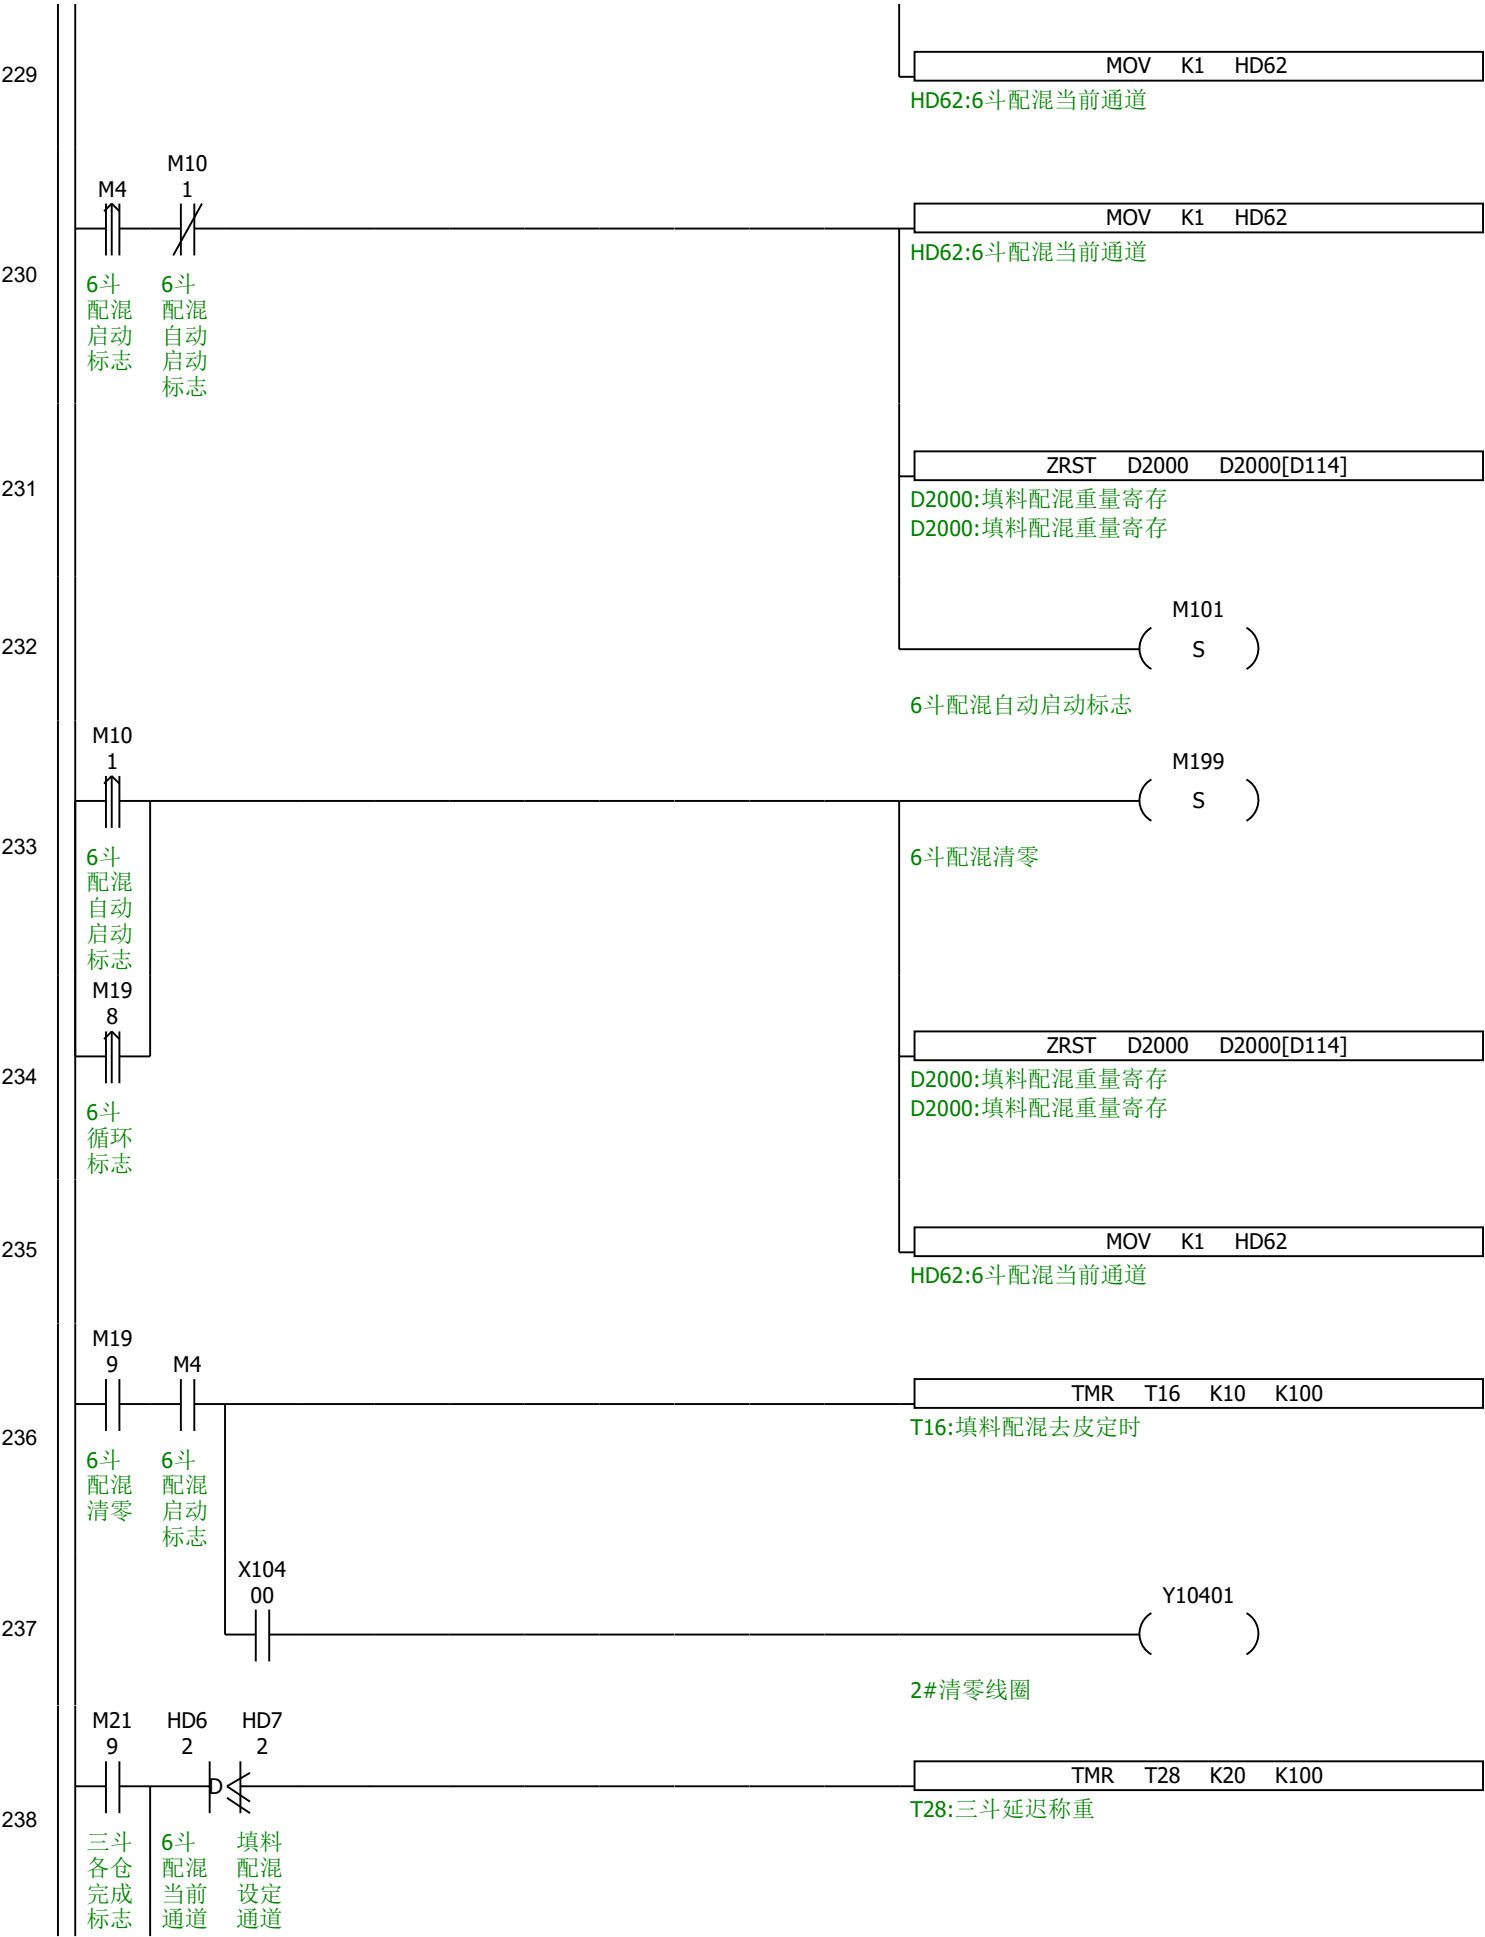 229
MOV K1 HD62
HD62:6斗配混当前通道
M10
M4
1
MOV K1 HD62
HD62:6斗配混当前通道
230
6斗
配混
启动
标志
6斗
配混
自动
启动
标志
ZRST D2000 D2000[D114]
231
D2000:填料配混重量寄存
D2000:填料配混重量寄存
M101
232
S
6斗配混自动启动标志
M10
1
M199
S
233
6斗
配混
自动
启动
标志
6斗配混清零
M19
8
ZRST D2000 D2000[D114]
234
D2000:填料配混重量寄存
D2000:填料配混重量寄存
6斗
循环
标志
MOV K1 HD62
235
HD62:6斗配混当前通道
M19
9
M4
TMR T16 K10 K100
T16:填料配混去皮定时
236
6斗
配混
清零
6斗
配混
启动
标志
X104
00
Y10401
237
2#清零线圈
M21
9
HD6
2
HD7
2
D<
TMR T28 K20 K100
T28:三斗延迟称重
238
三斗
各仓
完成
标志
6斗
配混
当前
通道
填料
配混
设定
通道